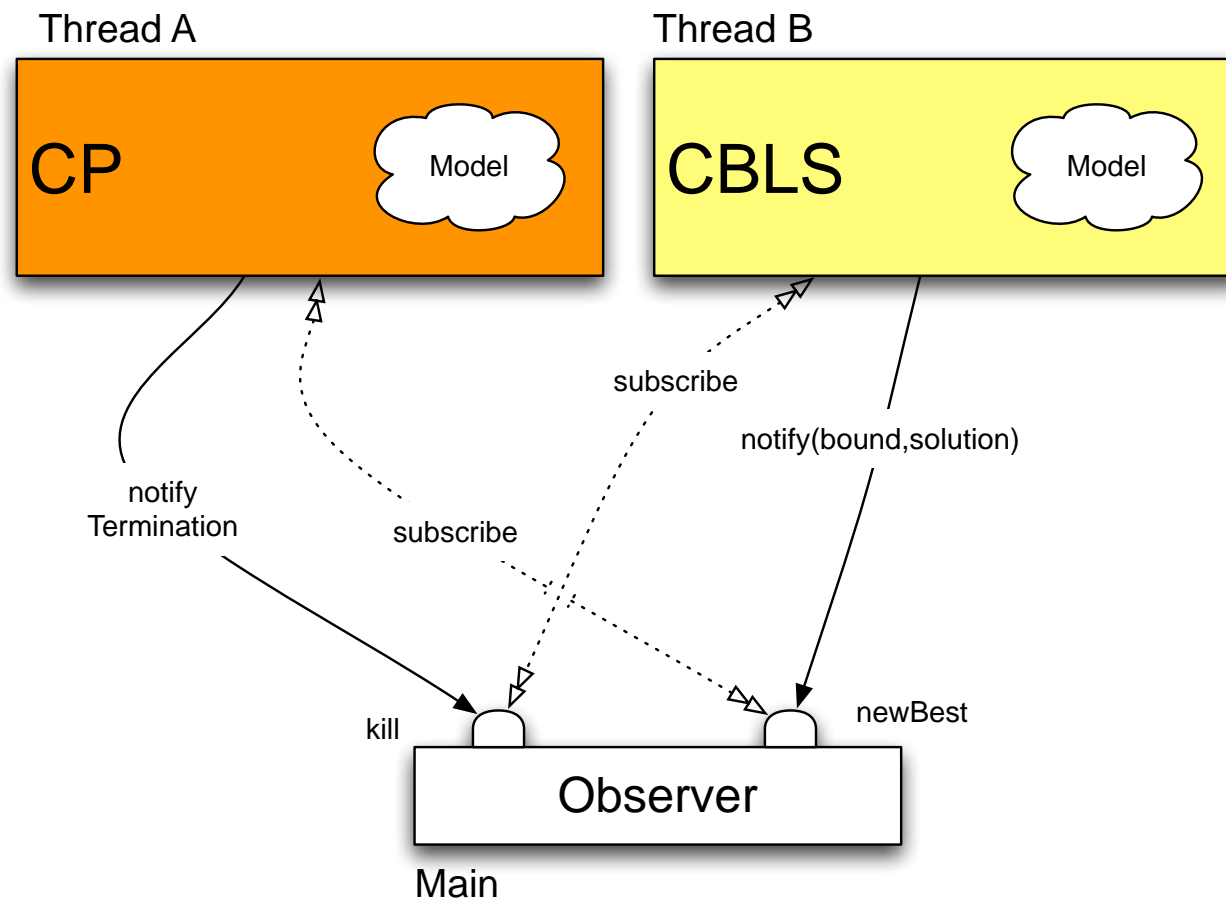 Thread A
Thread B
CP
Model
CBLS
Model
subscribe
notify(bound,solution)
notify
Termination
subscribe
kill
newBest
Observer
Main